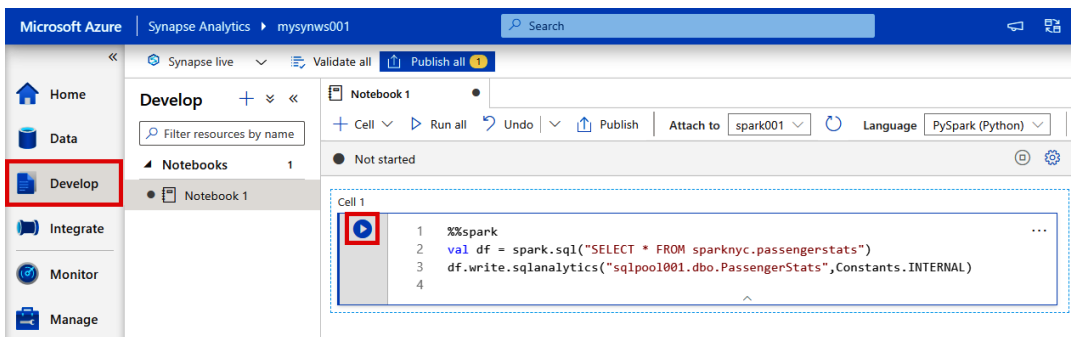 Microsoft Azure Synapse Analytics mysynws001 Search
Synapse live Validate all Publish all 1
Home
Data
Develop
Integrate
Monitor
Manage
Develop
Filter resources by name
Notebooks 1
Notebook 1
Notebook 1
Cell Run all Undo Publish Attach to spark001 Language PySpark (Python)
Not started
Cell 1
1 %%spark
2 val df = spark.sql("SELECT * FROM sparknyc.passengerstats")
3 df.write.sqlanalytics("sqlpool001.dbo.PassengerStats",Constants.INTERNAL)
4